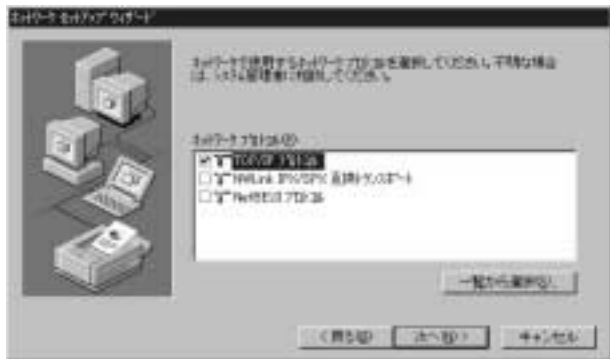 ネットワーク セットアップ ウィザード
ネットワークで使用するネットワーク プロトコルを選択してください。不明な場合
は、システム管理者に相談してください。
ネットワーク プロトコル(P):
TCP/IP プロトコル
NWLink IPX/SPX 互換トランスポート
NetBEUI プロトコル
一覧から選択(S)...
< 戻る(B)
次へ(N) >
キャンセル